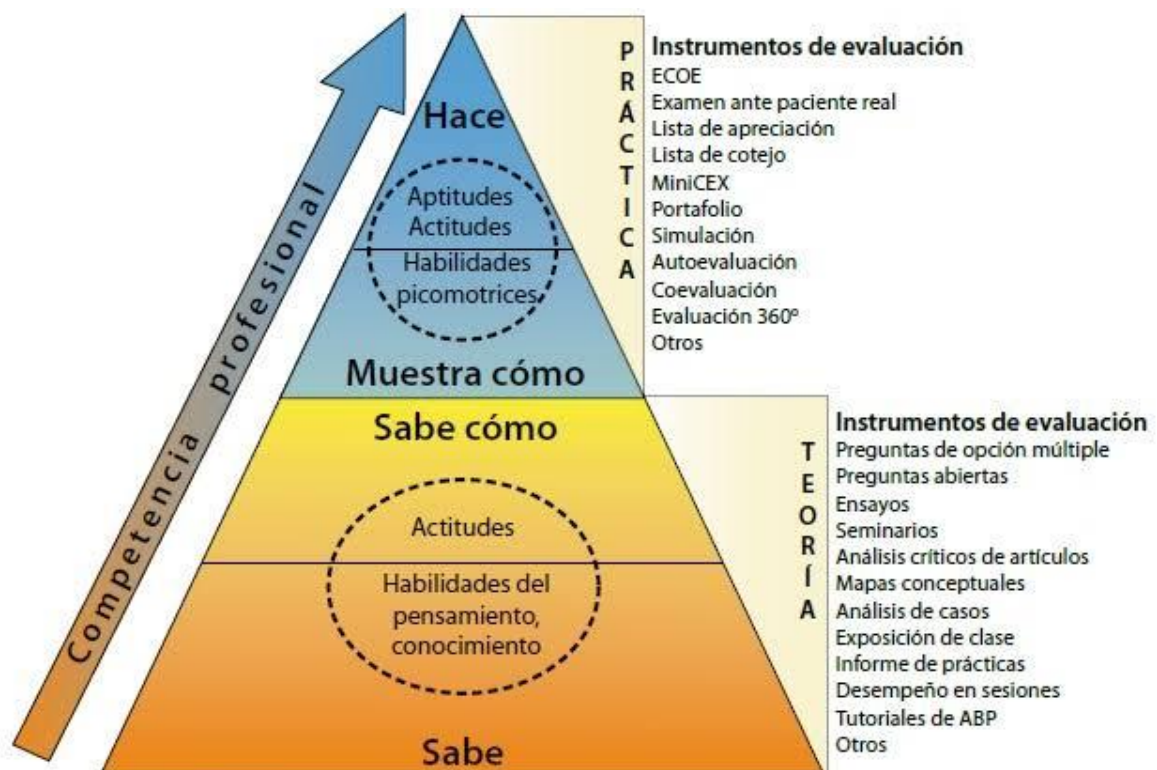 Competencia profesional
Hace
Aptitudes
Actitudes
Habilidades
picomotrices
Muestra cómo
Sabe cómo
Actitudes
Habilidades del
pensamiento,
conocimiento
Sabe
PRÁCTICA
Instrumentos de evaluación
ECOE
Examen ante paciente real
Lista de apreciación
Lista de cotejo
MiniCEX
Portafolio
Simulación
Autoevaluación
Coevaluación
Evaluación 360º
Otros
TEORÍA
Instrumentos de evaluación
Preguntas de opción múltiple
Preguntas abiertas
Ensayos
Seminarios
Análisis críticos de artículos
Mapas conceptuales
Análisis de casos
Exposición de clase
Informe de prácticas
Desempeño en sesiones
Tutoriales de ABP
Otros